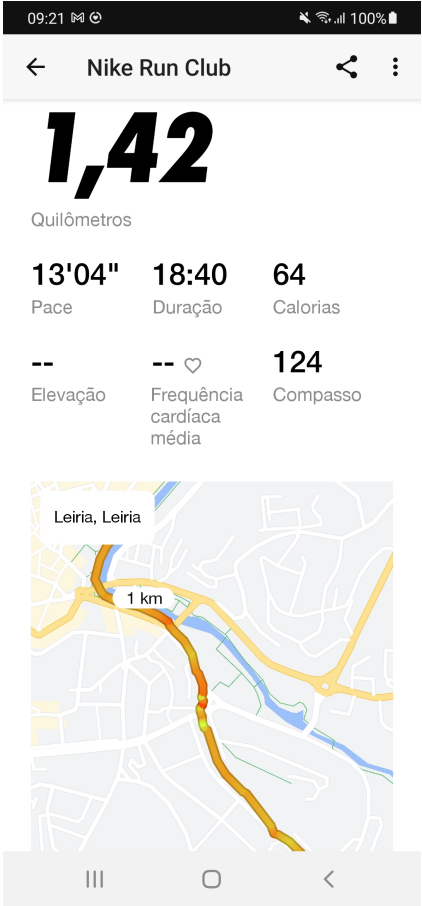 09:21 100%
Nike Run Club
1,42
Quilômetros
13'04" 18:40 64
Pace Duração Calorias
-- -- 124
Elevação Frequência cardíaca média Compasso
Leiria, Leiria
1 km